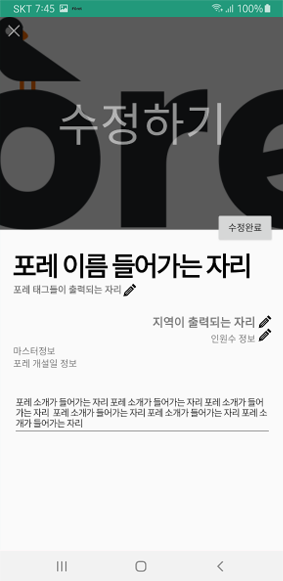 SKT 7:45
100%
ore
수정하기
수정완료
포레 이름 들어가는 자리
포레 태그들이 출력되는 자리
지역이 출력되는 자리
인원수 정보
마스터정보
포레 개설일 정보
포레 소개가 들어가는 자리 포레 소개가 들어가는 자리 포레 소개가 들어
가는 자리 포레 소개가 들어가는 자리 포레 소개가 들어가는 자리 포레 소
개가 들어가는 자리